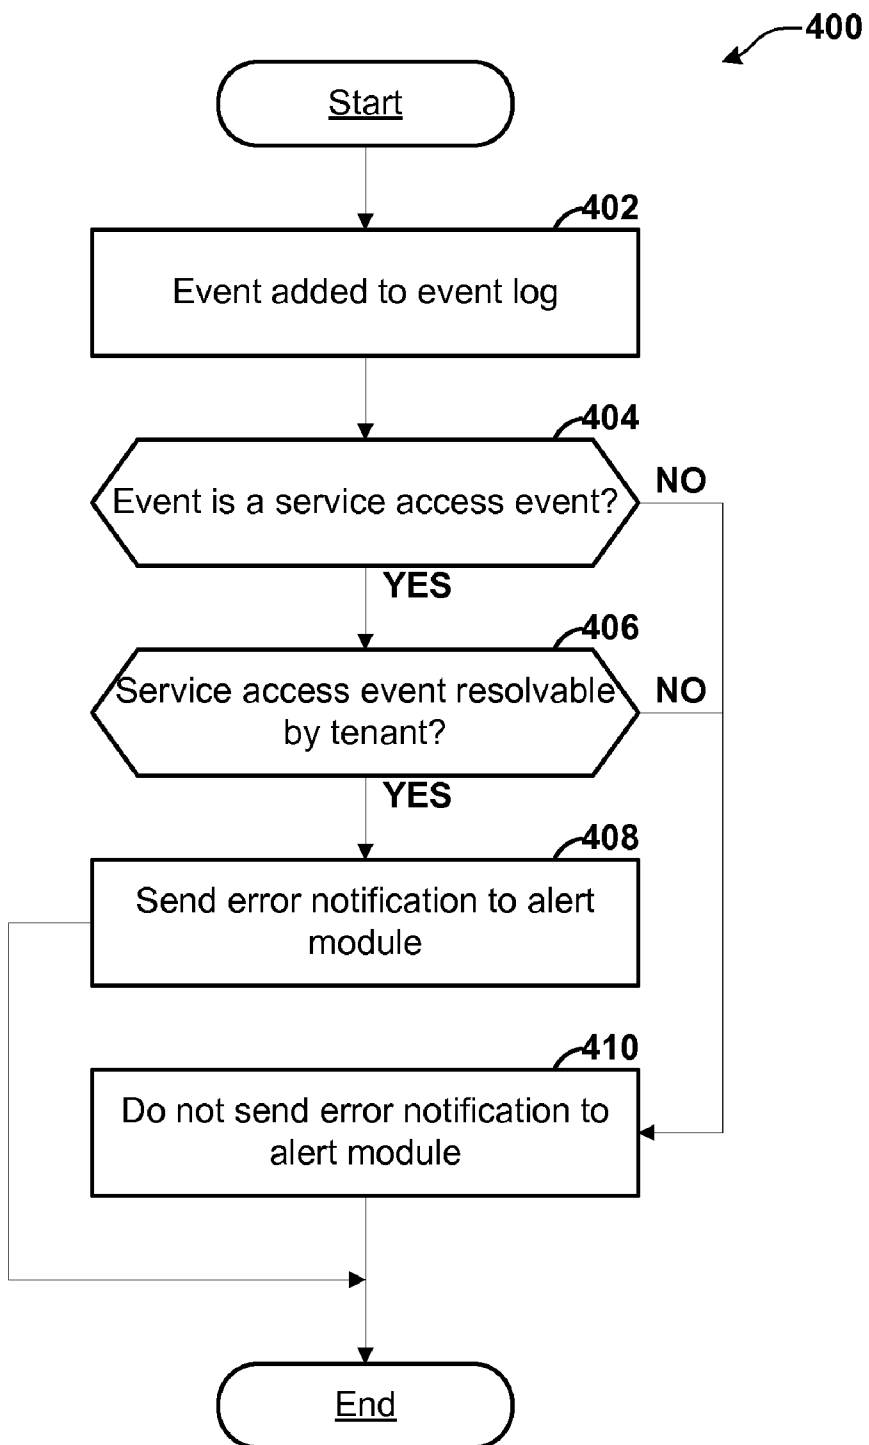 400
Start
402
Event added to event log
404
Event is a service access event?
NO
YES
406
Service access event resolvable
by tenant?
NO
YES
408
Send error notification to alert
module
410
Do not send error notification to
alert module
End